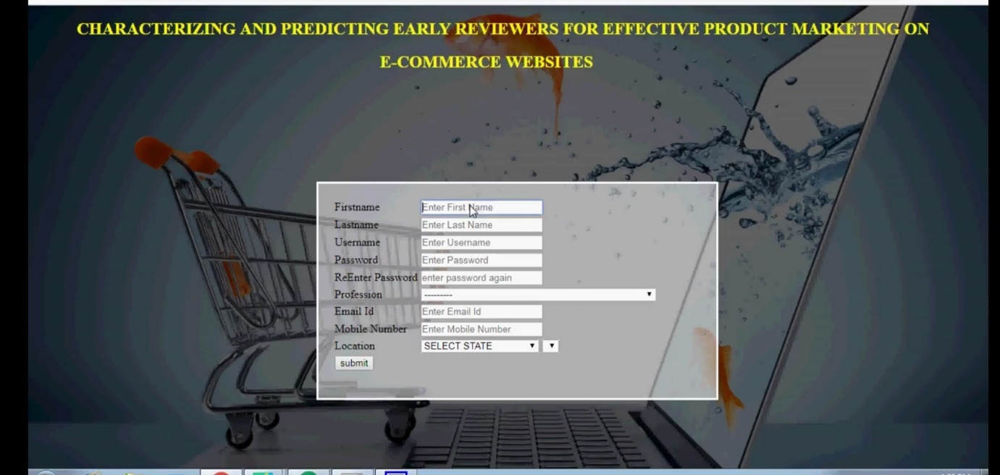 CHARACTERIZING AND PREDICTING EARLY REVIEWERS FOR EFFECTIVE PRODUCT MARKETING ON
E-COMMERCE WEBSITES
Firstname Enter First Name
Lastname Enter Last Name
Username Enter Username
Password Enter Password
ReEnter Password enter password again
Profession ---------
Email Id Enter Email Id
Mobile Number Enter Mobile Number
Location SELECT STATE
submit